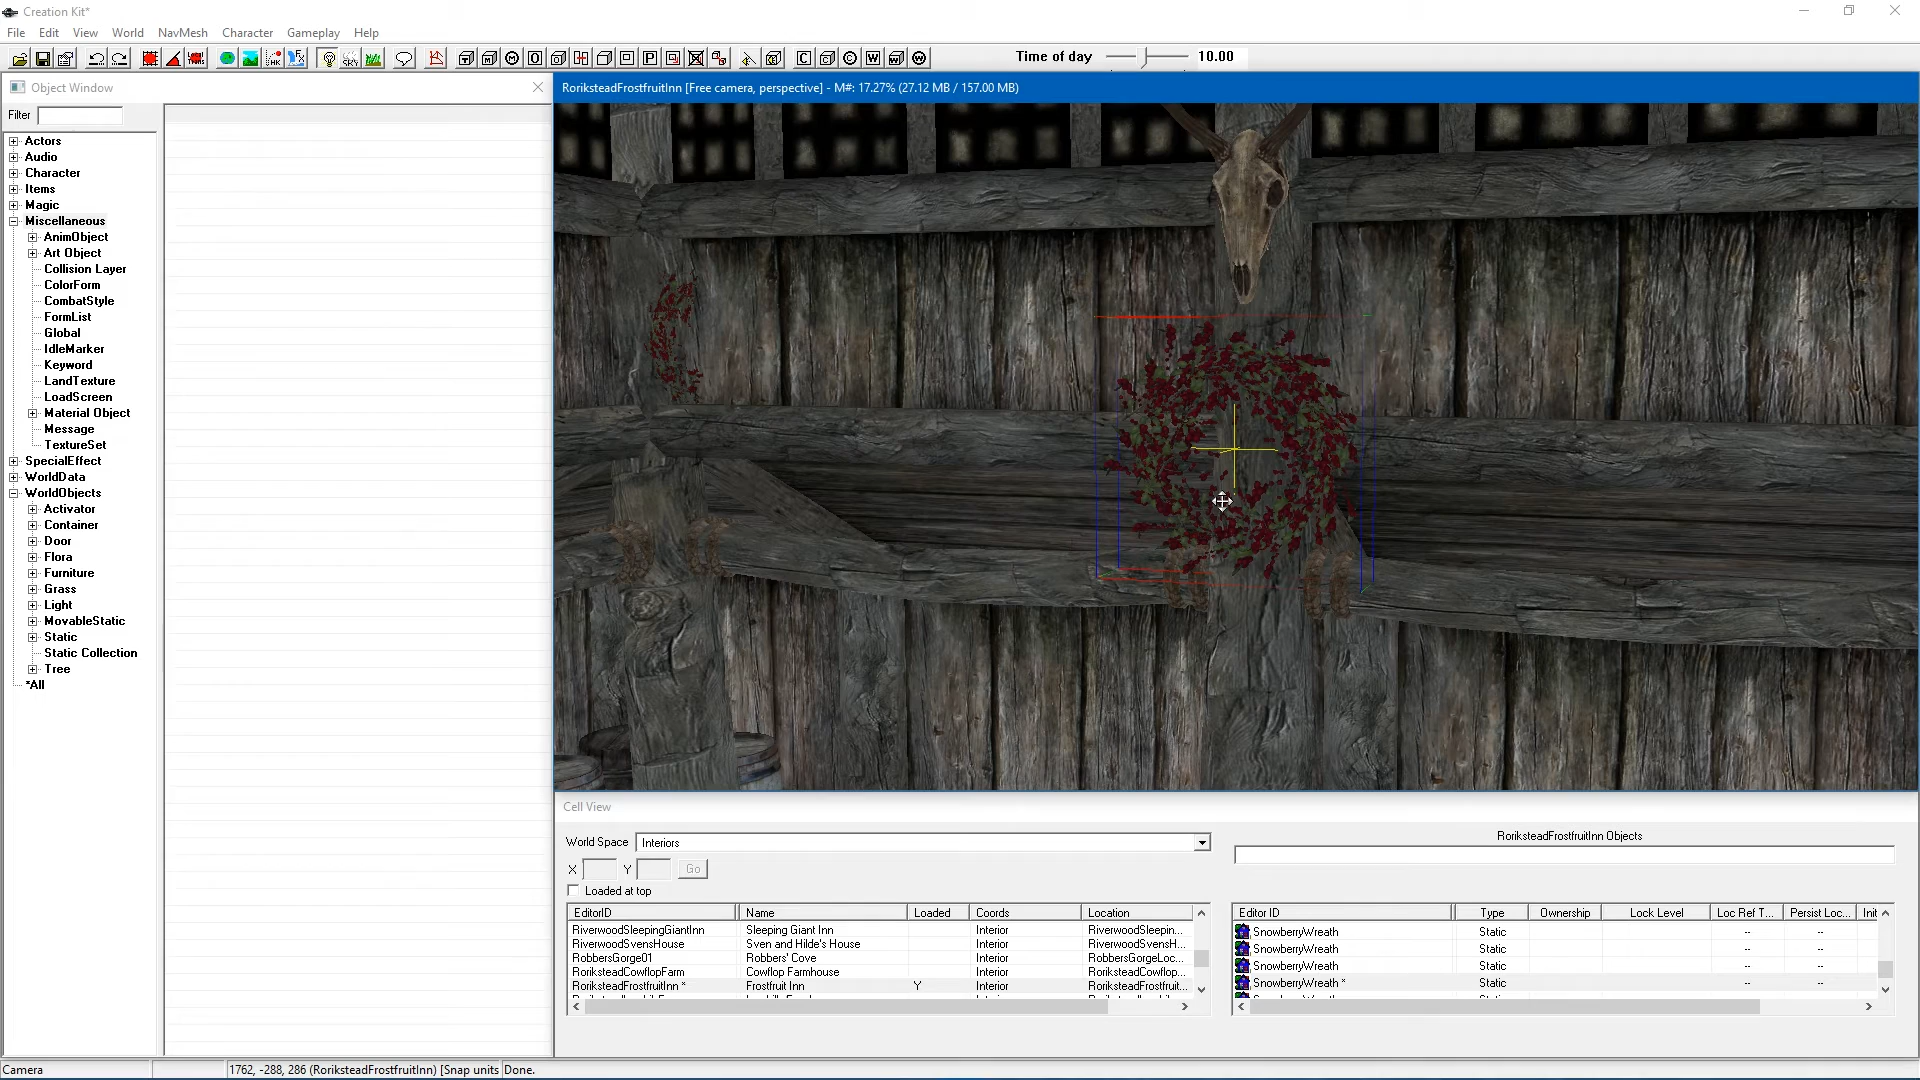 Creation Kit*
File Edit View World NavMesh Character Gameplay Help
Time of day 10.00
Object Window
RoriksteadFrostfruitInn [Free camera, perspective] - M#: 17.27% (27.12 MB / 157.00 MB)
Filter
Actors
Audio
Character
Items
Magic
Miscellaneous
AnimObject
Art Object
Collision Layer
ColorForm
CombatStyle
FormList
Global
IdleMarker
Keyword
LandTexture
LoadScreen
Material Object
Message
TextureSet
SpecialEffect
WorldData
WorldObjects
Activator
Container
Door
Flora
Furniture
Grass
Light
MovableStatic
Static
Static Collection
Tree
*All
Cell View
World Space Interiors
X Y Go
Loaded at top
EditorID Name Loaded Coords Location
RiverwoodSleepingGiantInn Sleeping Giant Inn Interior RiverwoodSleepin...
RiverwoodSvensHouse Sven and Hilde's House Interior RiverwoodSvensH...
RobbersGorge01 Robbers' Cove Interior RobbersGorgeLoc...
RoriksteadCowflopFarm Cowflop Farmhouse Interior RoriksteadCowflop...
RoriksteadFrostfruitInn * Frostfruit Inn Y Interior RoriksteadFrostfruit...
RoriksteadFrostfruitInn Objects
Editor ID Type Ownership Lock Level Loc Ref T... Persist Loc... Init
SnowberryWreath Static -- --
SnowberryWreath Static -- --
SnowberryWreath Static -- --
SnowberryWreath * Static -- --
Camera 1762, -288, 286 (RoriksteadFrostfruitInn) [Snap units Done.